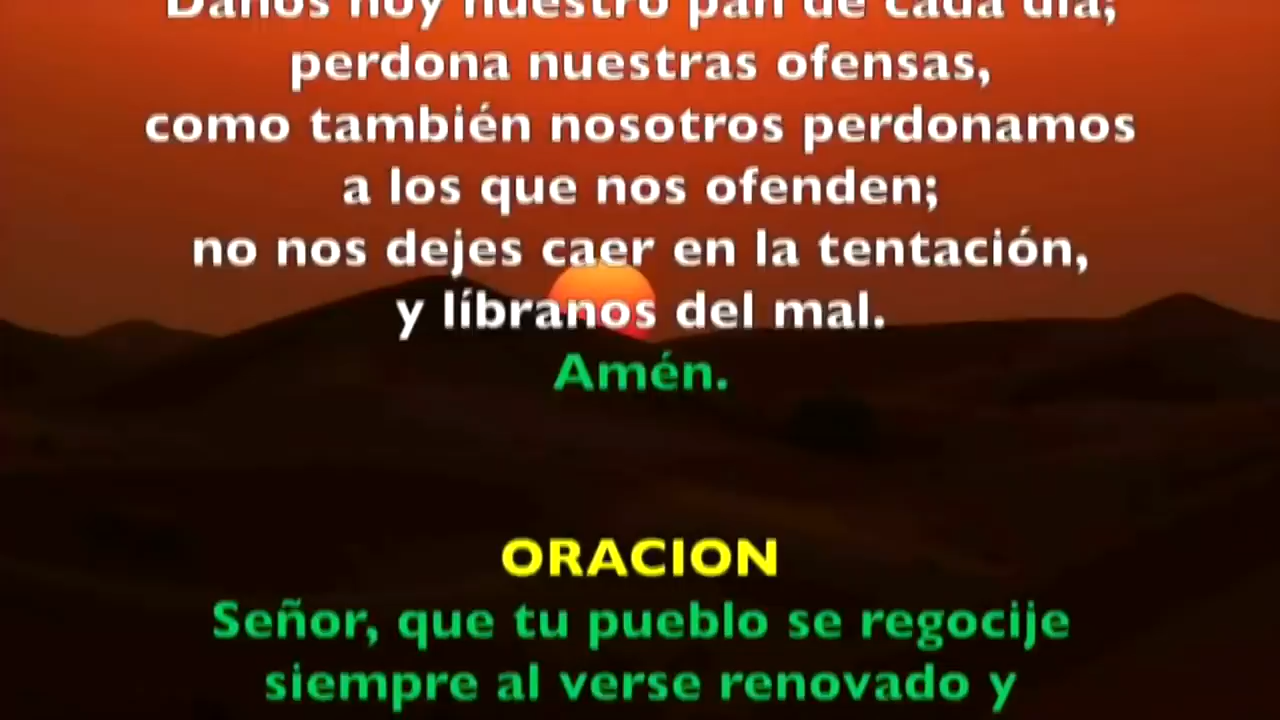 Danos hoy nuestro pan de cada día;
perdona nuestras ofensas,
como también nosotros perdonamos
a los que nos ofenden;
no nos dejes caer en la tentación,
y líbranos del mal.
Amén.
ORACION
Señor, que tu pueblo se regocije
siempre al verse renovado y